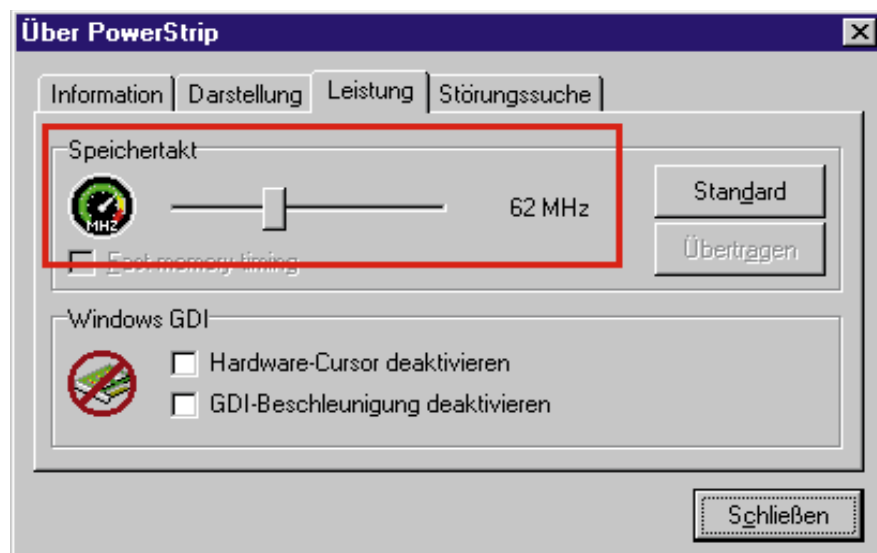 Über PowerStrip
Information Darstellung Leistung Störungssuche
Speichertakt
MHZ
62 MHz
Standard
Fast memory timing
Übertragen
Windows GDI
Hardware-Cursor deaktivieren
GDI-Beschleunigung deaktivieren
Schließen